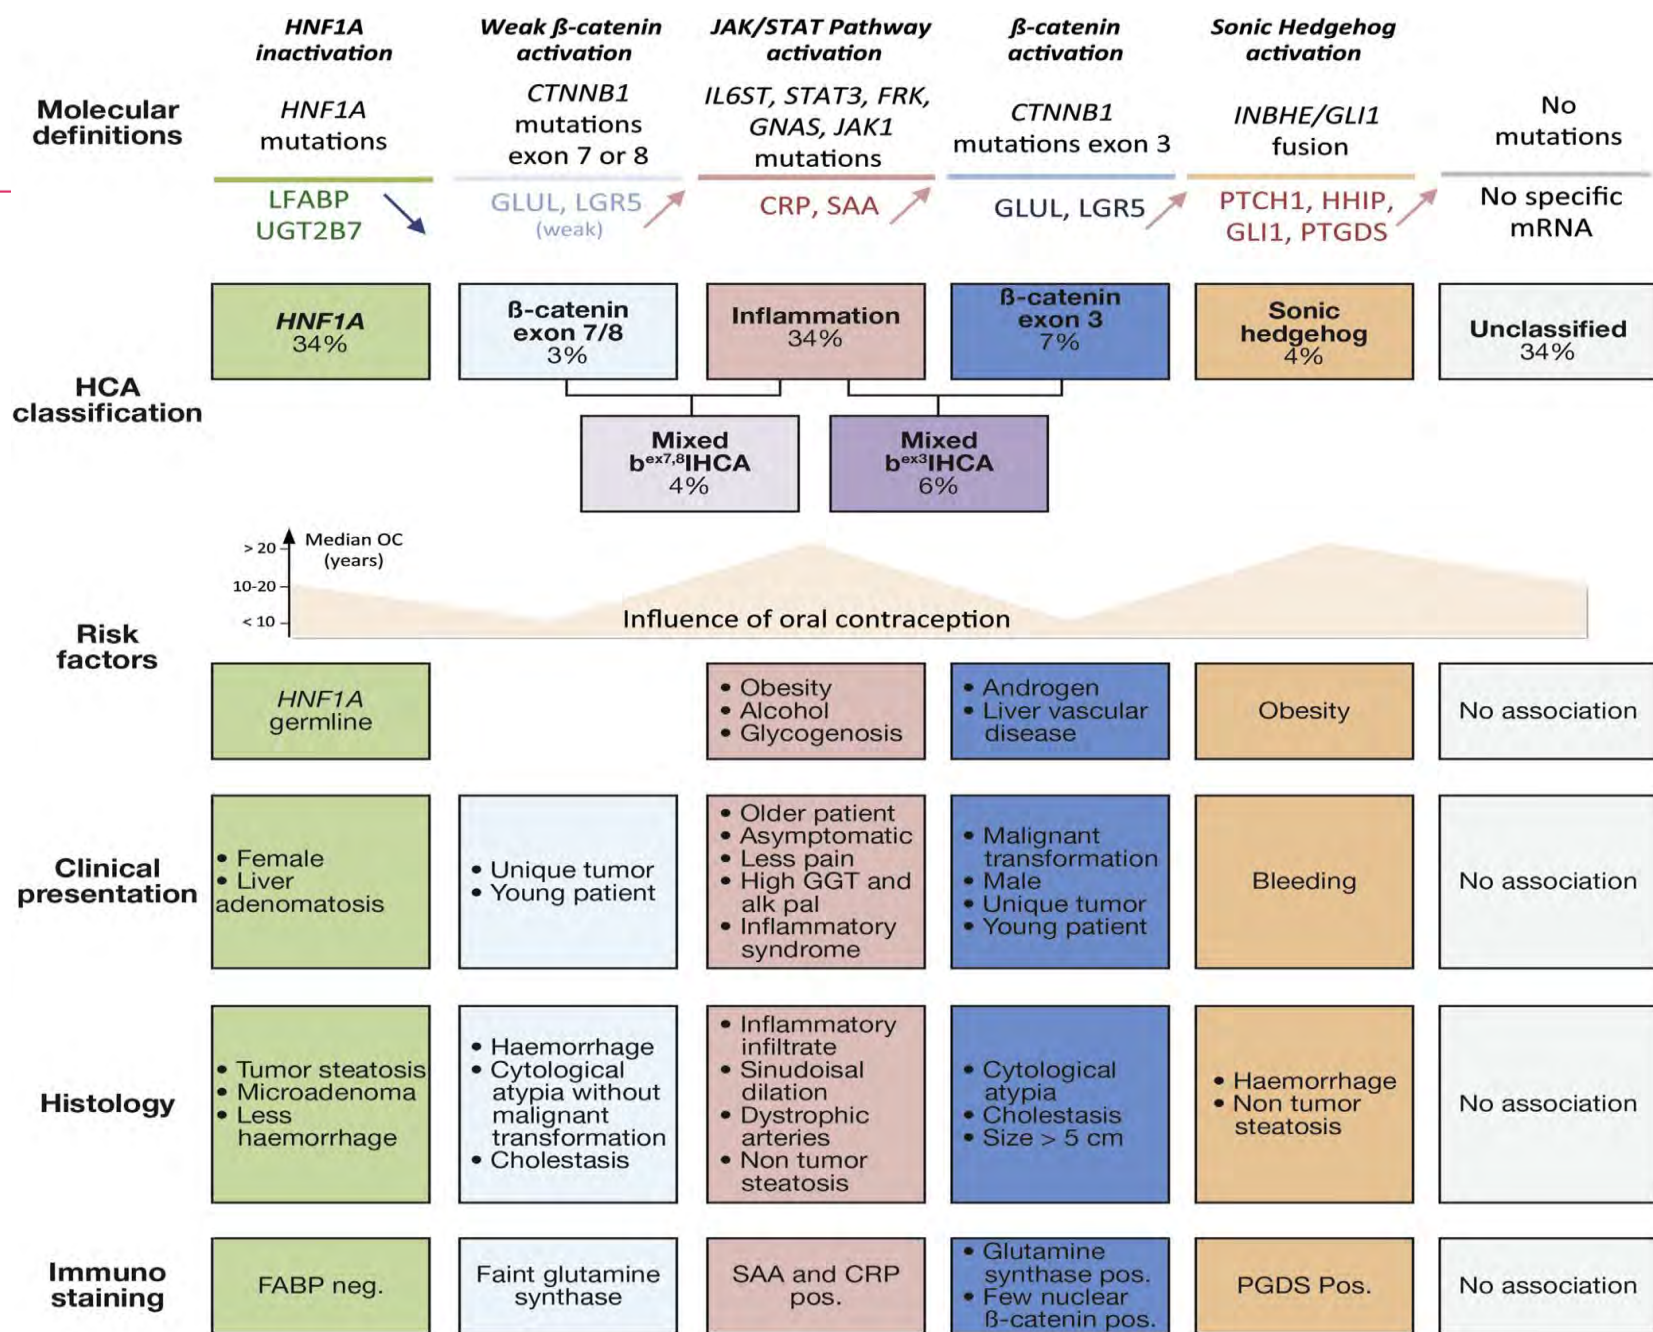 HNF1A
inactivation
Weak ß-catenin
activation
JAK/STAT Pathway
activation
ß-catenin
activation
Sonic Hedgehog
activation
Molecular
definitions
HNF1A
mutations
CTNNB1
mutations
exon 7 or 8
IL6ST, STAT3, FRK,
GNAS, JAK1
mutations
CTNNB1
mutations exon 3
INBHE/GLI1
fusion
No
mutations
LFABP
UGT2B7
GLUL, LGR5
(weak)
CRP, SAA
GLUL, LGR5
PTCH1, HHIP,
GLI1, PTGDS
No specific
mRNA
HCA
classification
HNF1A
34%
ß-catenin
exon 7/8
3%
Inflammation
34%
ß-catenin
exon 3
7%
Sonic
hedgehog
4%
Unclassified
34%
Mixed
bex7,8IHCA
4%
Mixed
bex3IHCA
6%
Median OC
(years)
> 20
10-20
< 10
Influence of oral contraception
Risk
factors
HNF1A
germline
• Obesity
• Alcohol
• Glycogenosis
• Androgen
• Liver vascular
disease
Obesity
No association
Clinical
presentation
• Female
• Liver
adenomatosis
• Unique tumor
• Young patient
• Older patient
• Asymptomatic
• Less pain
• High GGT and
alk pal
• Inflammatory
syndrome
• Malignant
transformation
• Male
• Unique tumor
• Young patient
Bleeding
No association
Histology
• Tumor steatosis
• Microadenoma
• Less
haemorrhage
• Haemorrhage
• Cytological
atypia without
malignant
transformation
• Cholestasis
• Inflammatory
infiltrate
• Sinudoisal
dilation
• Dystrophic
arteries
• Non tumor
steatosis
• Cytological
atypia
• Cholestasis
• Size > 5 cm
• Haemorrhage
• Non tumor
steatosis
No association
Immuno
staining
FABP neg.
Faint glutamine
synthase
SAA and CRP
pos.
• Glutamine
synthase pos.
• Few nuclear
ß-catenin pos.
PGDS Pos.
No association